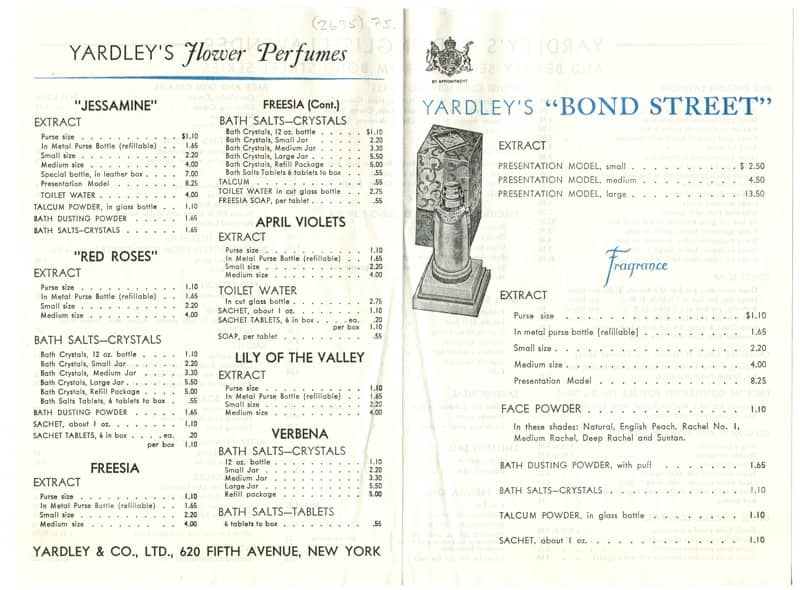 (2635) 75.
YARDLEY'S Flower Perfumes
"JESSAMINE"
EXTRACT
Purse size . . . . . . . . . . . $1.10
In Metal Purse Bottle (refillable) . . 1.65
Small size . . . . . . . . . . . 2.20
Medium size . . . . . . . . . . 4.00
Special bottle, in leather box . . . . 7.00
Presentation Model . . . . . . . 8.25
TOILET WATER . . . . . . . . . 4.00
TALCUM POWDER, in glass bottle . . 1.10
BATH DUSTING POWDER . . . . . 1.65
BATH SALTS—CRYSTALS . . . . . 1.65
"RED ROSES"
EXTRACT
Purse size . . . . . . . . . . . 1.10
In Metal Purse Bottle (refillable) . . 1.65
Small size . . . . . . . . . . . 2.20
Medium size . . . . . . . . . . 4.00
BATH SALTS—CRYSTALS
Bath Crystals, 12 oz. bottle . . . . 1.10
Bath Crystals, Small Jar . . . . . 2.20
Bath Crystals, Medium Jar . . . . 3.30
Bath Crystals, Large Jar . . . . . . 5.50
Bath Crystals, Refill Package . . . . 5.00
Bath Salts Tablets, 6 tablets to box . .55
BATH DUSTING POWDER . . . . . 1.65
SACHET, about 1 oz. . . . . . . . 1.10
SACHET TABLETS, 6 in box . . . . ea. .20
per box 1.10
FREESIA
EXTRACT
Purse size . . . . . . . . . . . 1.10
In Metal Purse Bottle (refillable) . . 1.65
Small size . . . . . . . . . . . 2.20
Medium size . . . . . . . . . . 4.00
FREESIA (Cont.)
BATH SALTS—CRYSTALS
Bath Crystals, 12 oz. bottle . . . . . $1.10
Bath Crystals, Small Jar . . . . . . 2.20
Bath Crystals, Medium Jar . . . . . 3.30
Bath Crystals, Large Jar . . . . . . 5.50
Bath Crystals, Refill Package . . . . 5.00
Bath Salts Tablets 6 tablets to box . . .55
TALCUM . . . . . . . . . . . . .55
TOILET WATER in cut glass bottle . . . 2.75
FREESIA SOAP, per tablet . . . . . . .55
APRIL VIOLETS
EXTRACT
Purse size . . . . . . . . . . . 1.10
In Metal Purse Bottle (refillable) . . 1.65
Small size . . . . . . . . . . . 2.20
Medium size . . . . . . . . . . 4.00
TOILET WATER
In cut glass bottle . . . . . . . . 2.75
SACHET, about 1 oz. . . . . . . . 1.10
SACHET TABLETS, 6 in box . . . . ea. .20
per box 1.10
SOAP, per tablet . . . . . . . . . .55
LILY OF THE VALLEY
EXTRACT
Purse size . . . . . . . . . . . 1.10
In Metal Purse Bottle (refillable) . . 1.65
Small size . . . . . . . . . . . 2.20
Medium size . . . . . . . . . . 4.00
VERBENA
BATH SALTS—CRYSTALS
12 oz. bottle . . . . . . . . . . 1.10
Small Jar . . . . . . . . . . . 2.20
Medium Jar . . . . . . . . . . 3.30
Large Jar . . . . . . . . . . . 5.50
Refill package . . . . . . . . . 5.00
BATH SALTS—TABLETS
6 tablets to box . . . . . . . . . .55
YARDLEY & CO., LTD., 620 FIFTH AVENUE, NEW YORK
BY APPOINTMENT
YARDLEY'S "BOND STREET"
EXTRACT
PRESENTATION MODEL, small . . . . . . . . . $ 2.50
PRESENTATION MODEL, medium . . . . . . . . 4.50
PRESENTATION MODEL, large . . . . . . . . . 13.50
Fragrance
EXTRACT
Purse size . . . . . . . . . . . . . . $1.10
In metal purse bottle (refillable) . . . . . . . . 1.65
Small size . . . . . . . . . . . . . . 2.20
Medium size . . . . . . . . . . . . . 4.00
Presentation Model . . . . . . . . . . . 8.25
FACE POWDER . . . . . . . . . . . . 1.10
In these shades: Natural, English Peach, Rachel No. 1,
Medium Rachel, Deep Rachel and Suntan.
BATH DUSTING POWDER, with puff . . . . . . . 1.65
BATH SALTS—CRYSTALS . . . . . . . . . . 1.10
TALCUM POWDER, in glass bottle . . . . . . . . 1.10
SACHET, about 1 oz. . . . . . . . . . . . 1.10